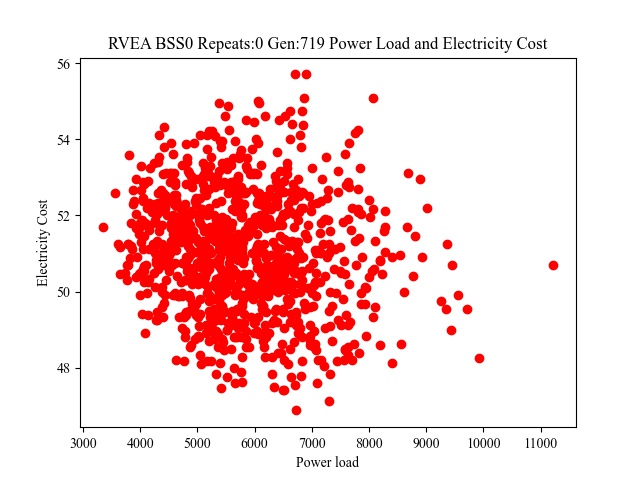 RVEA BSS0 Repeats:0 Gen:719 Power Load and Electricity Cost
56
54
52
50
48
Electricity Cost
3000 4000 5000 6000 7000 8000 9000 10000 11000
Power load